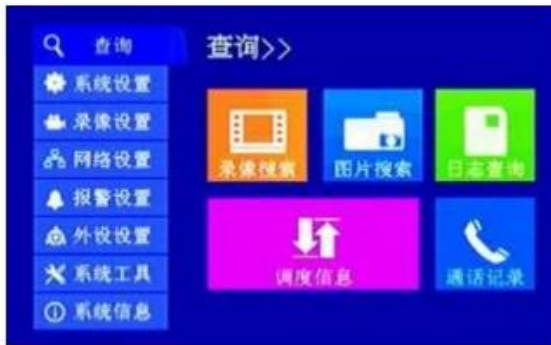 查询
系统设置
录像设置
网络设置
报警设置
外设设置
系统工具
系统信息
查询>>
录像搜索
图片搜索
日志查询
调度信息
通话记录